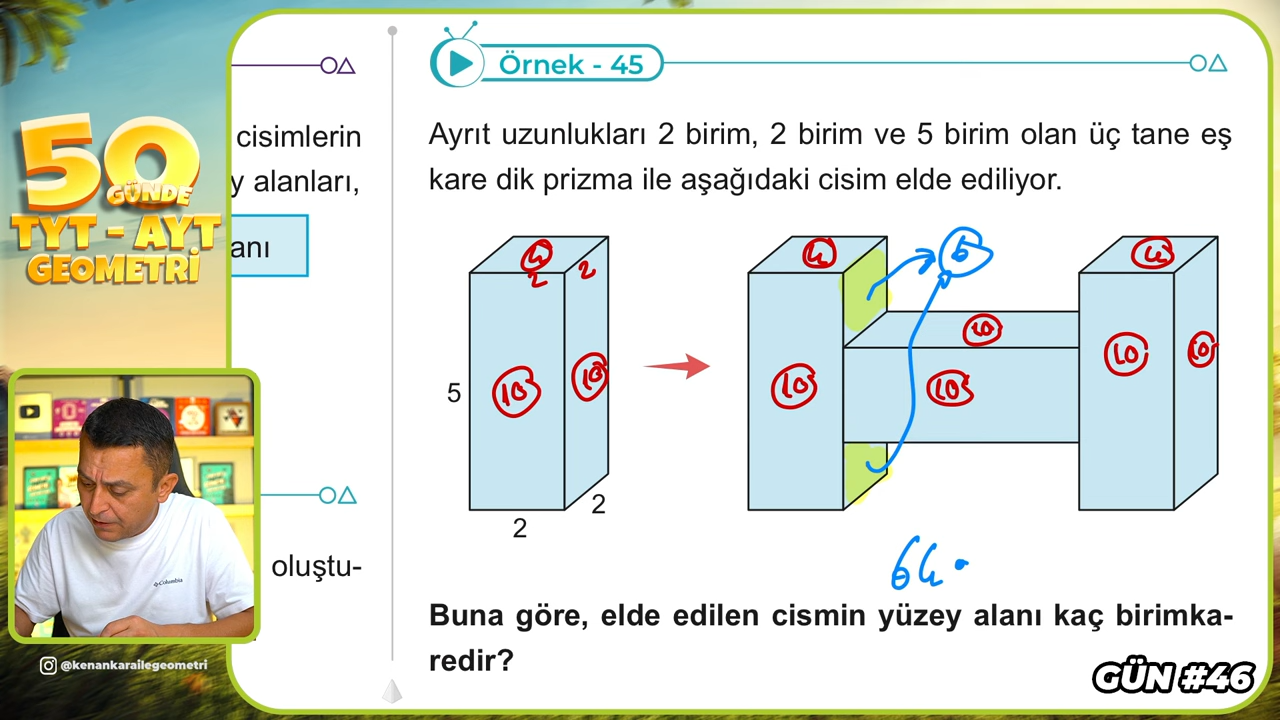 50
GÜNDE
TYT - AYT
GEOMETRİ
cisimlerin
y alanları,
anı
oluştu-
Örnek - 45
Ayrıt uzunlukları 2 birim, 2 birim ve 5 birim olan üç tane eş
kare dik prizma ile aşağıdaki cisim elde ediliyor.
4
2
2
5
10
10
2
2
4
10
6
10
10
4
10
10
64
Buna göre, elde edilen cismin yüzey alanı kaç birimka-
redir?
Columbia
@kenankarailegeometri
GÜN #46